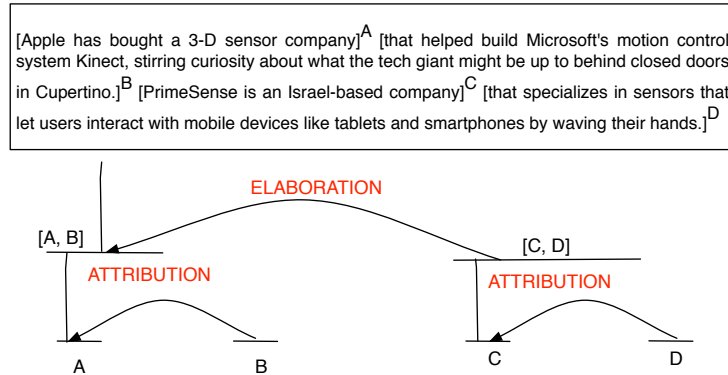 [Apple has bought a 3-D sensor company]A [that helped build Microsoft's motion control
system Kinect, stirring curiosity about what the tech giant might be up to behind closed doors
in Cupertino.]B [PrimeSense is an Israel-based company]C [that specializes in sensors that
let users interact with mobile devices like tablets and smartphones by waving their hands.]D
ELABORATION
[A, B]
[C, D]
ATTRIBUTION
ATTRIBUTION
A
B
C
D